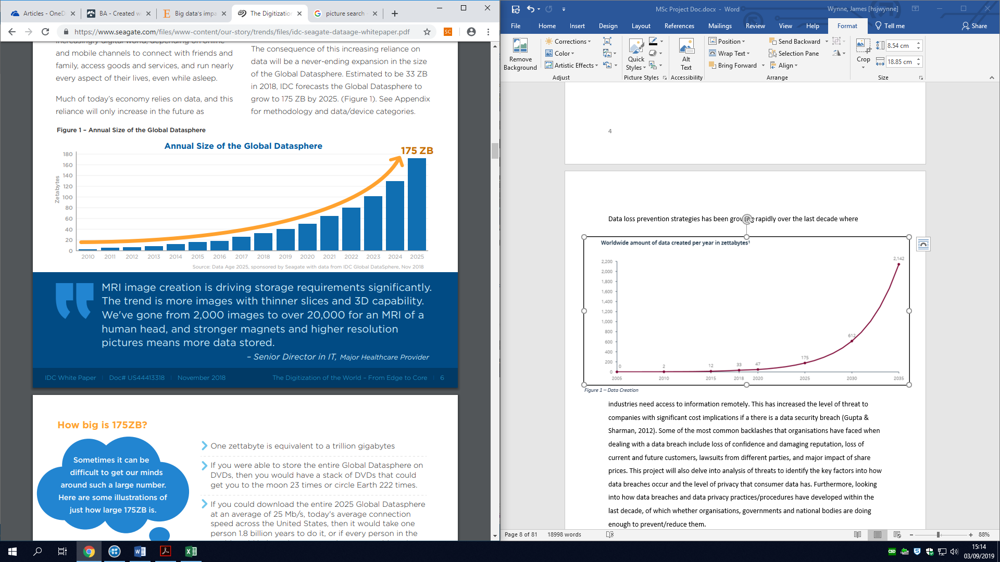 Articles - OneD
BA - Created w
Big data's impa
The Digitization
picture search -
https://www.seagate.com/files/www-content/our-story/trends/files/idc-seagate-dataage-whitepaper.pdf
SC
increasingly digital world, depending on online
and mobile channels to connect with friends and
family, access goods and services, and run nearly
every aspect of their lives, even while asleep.
Much of today's economy relies on data, and this
reliance will only increase in the future as
The consequence of this increasing reliance on
data will be a never-ending expansion in the size
of the Global Datasphere. Estimated to be 33 ZB
in 2018, IDC forecasts the Global Datasphere to
grow to 175 ZB by 2025. (Figure 1). See Appendix
for methodology and data/device categories.
Figure 1 – Annual Size of the Global Datasphere
Annual Size of the Global Datasphere
175 ZB
Zetabytes
180
160
140
120
100
80
60
40
20
0
2010 2011 2012 2013 2014 2015 2016 2017 2018 2019 2020 2021 2022 2023 2024 2025
Source: Data Age 2025, sponsored by Seagate with data from IDC Global DataSphere, Nov 2018
MRI image creation is driving storage requirements significantly.
The trend is more images with thinner slices and 3D capability.
We've gone from 2,000 images to over 20,000 for an MRI of a
human head, and stronger magnets and higher resolution
pictures means more data stored.
– Senior Director in IT, Major Healthcare Provider
IDC White Paper | Doc# US44413318 | November 2018
The Digitization of the World – From Edge to Core | 6
How big is 175ZB?
Sometimes it can be
difficult to get our minds
around such a large number.
Here are some illustrations of
just how large 175ZB is.
One zettabyte is equivalent to a trillion gigabytes
If you were able to store the entire Global Datasphere on
DVDs, then you would have a stack of DVDs that could
get you to the moon 23 times or circle Earth 222 times.
If you could download the entire 2025 Global Datasphere
at an average of 25 Mb/s, today's average connection
speed across the United States, then it would take one
person 1.8 billion years to do it, or if every person in the
MSc Project Doc.docx - Word
Wynne, James [hsjwynne]
File Home Insert Design Layout References Mailings Review View Help Format Tell me Share
Remove
Background
Corrections
Color
Artistic Effects
Adjust
Quick
Styles
Picture Styles
Alt
Text
Accessibility
Position
Wrap Text
Bring Forward
Send Backward
Selection Pane
Align
Arrange
Crop
8.54 cm
18.85 cm
Size
4
Data loss prevention strategies has been growing rapidly over the last decade where
Worldwide amount of data created per year in zettabytes¹
2,200
2,000
1,800
1,600
1,400
1,200
1,000
800
600
400
200
0
0 2 12 33 47 175 612 2,142
2005 2010 2015 2018 2020 2025 2030 2035
Figure 1 – Data Creation
industries need access to information remotely. This has increased the level of threat to
companies with significant cost implications if a there is a data security breach (Gupta &
Sharman, 2012). Some of the most common backlashes that organisations have faced when
dealing with a data breach include loss of confidence and damaging reputation, loss of
current and future customers, lawsuits from different parties, and major impact of share
prices. This project will also delve into analysis of threats to identify the key factors into how
data breaches occur and the level of privacy that consumer data has. Furthermore, looking
into how data breaches and data privacy practices/procedures have developed within the
last decade, of which whether organisations, governments and national bodies are doing
enough to prevent/reduce them.
Page 8 of 81 18998 words
88%
CSD
15:14
03/09/2019